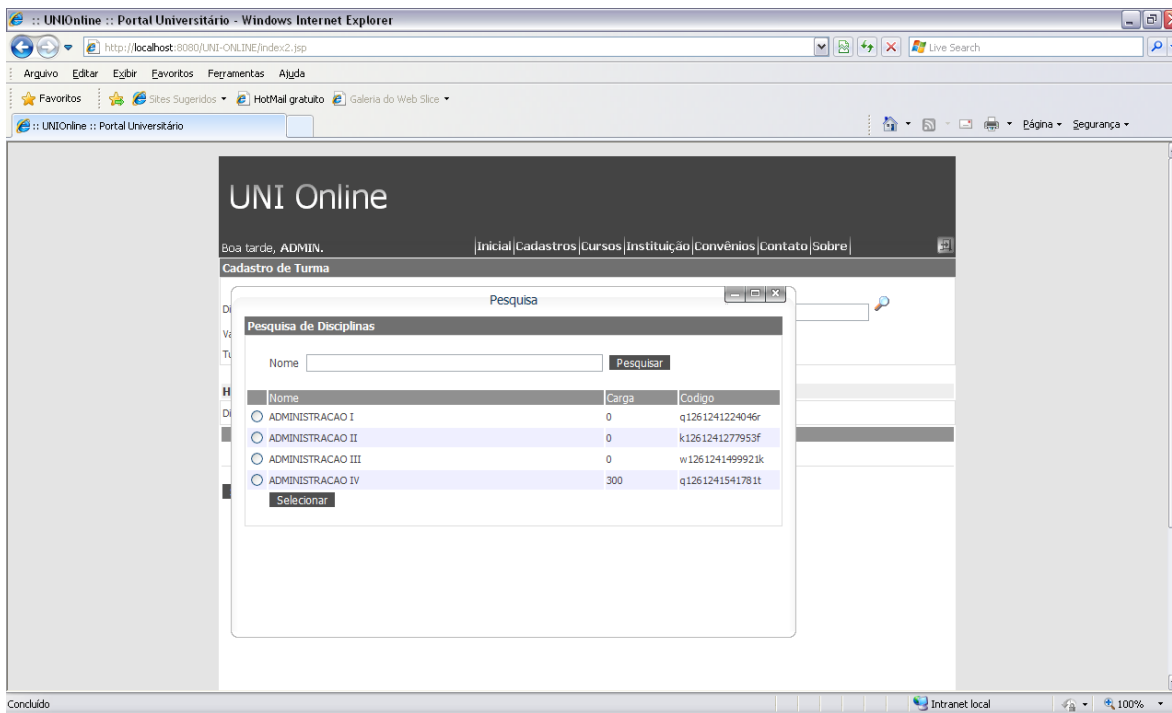 :: UNIOnline :: Portal Universitário - Windows Internet Explorer
http://localhost:8080/UNI-ONLINE/index2.jsp
Live Search
Arquivo Editar Exibir Favoritos Ferramentas Ajuda
Favoritos Sites Sugeridos HotMail gratuito Galeria do Web Slice
:: UNIOnline :: Portal Universitário
Página Segurança
UNI Online
Boa tarde, ADMIN.
Inicial|Cadastros|Cursos|Instituição|Convênios|Contato|Sobre|
Cadastro de Turma
Pesquisa
Di
Pesquisa de Disciplinas
Va
Tu
Nome Pesquisar
H
Nome Carga Codigo
Di
ADMINISTRACAO I 0 q1261241224046r
ADMINISTRACAO II 0 k1261241277953f
ADMINISTRACAO III 0 w1261241499921k
ADMINISTRACAO IV 300 q1261241541781t
Selecionar
Concluído Intranet local 100%